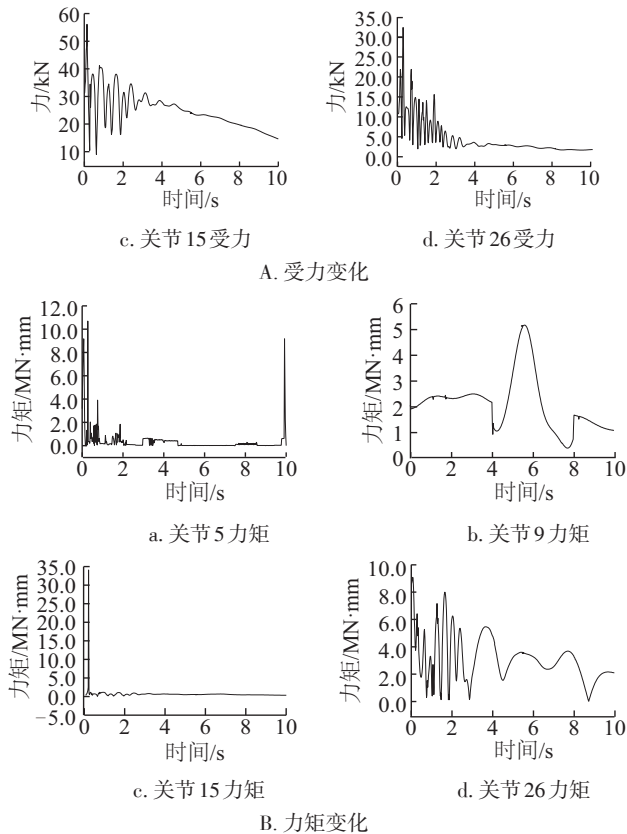 力/kN
60
50
40
30
20
10
0 2 4 6 8 10
时间/s
c. 关节15受力
力/kN
35.0
30.0
25.0
20.0
15.0
10.0
5.0
0.0
0 2 4 6 8 10
时间/s
d. 关节26受力
A. 受力变化
力矩/MN·mm
12.0
10.0
8.0
6.0
4.0
2.0
0.0
0 2 4 6 8 10
时间/s
a. 关节5力矩
力矩/MN·mm
6
5
4
3
2
1
0
0 2 4 6 8 10
时间/s
b. 关节9力矩
力矩/MN·mm
35.0
30.0
25.0
20.0
15.0
10.0
5.0
0.0
−5.0
0 2 4 6 8 10
时间/s
c. 关节15力矩
力矩/MN·mm
10.0
8.0
6.0
4.0
2.0
0.0
0 2 4 6 8 10
时间/s
d. 关节26力矩
B. 力矩变化